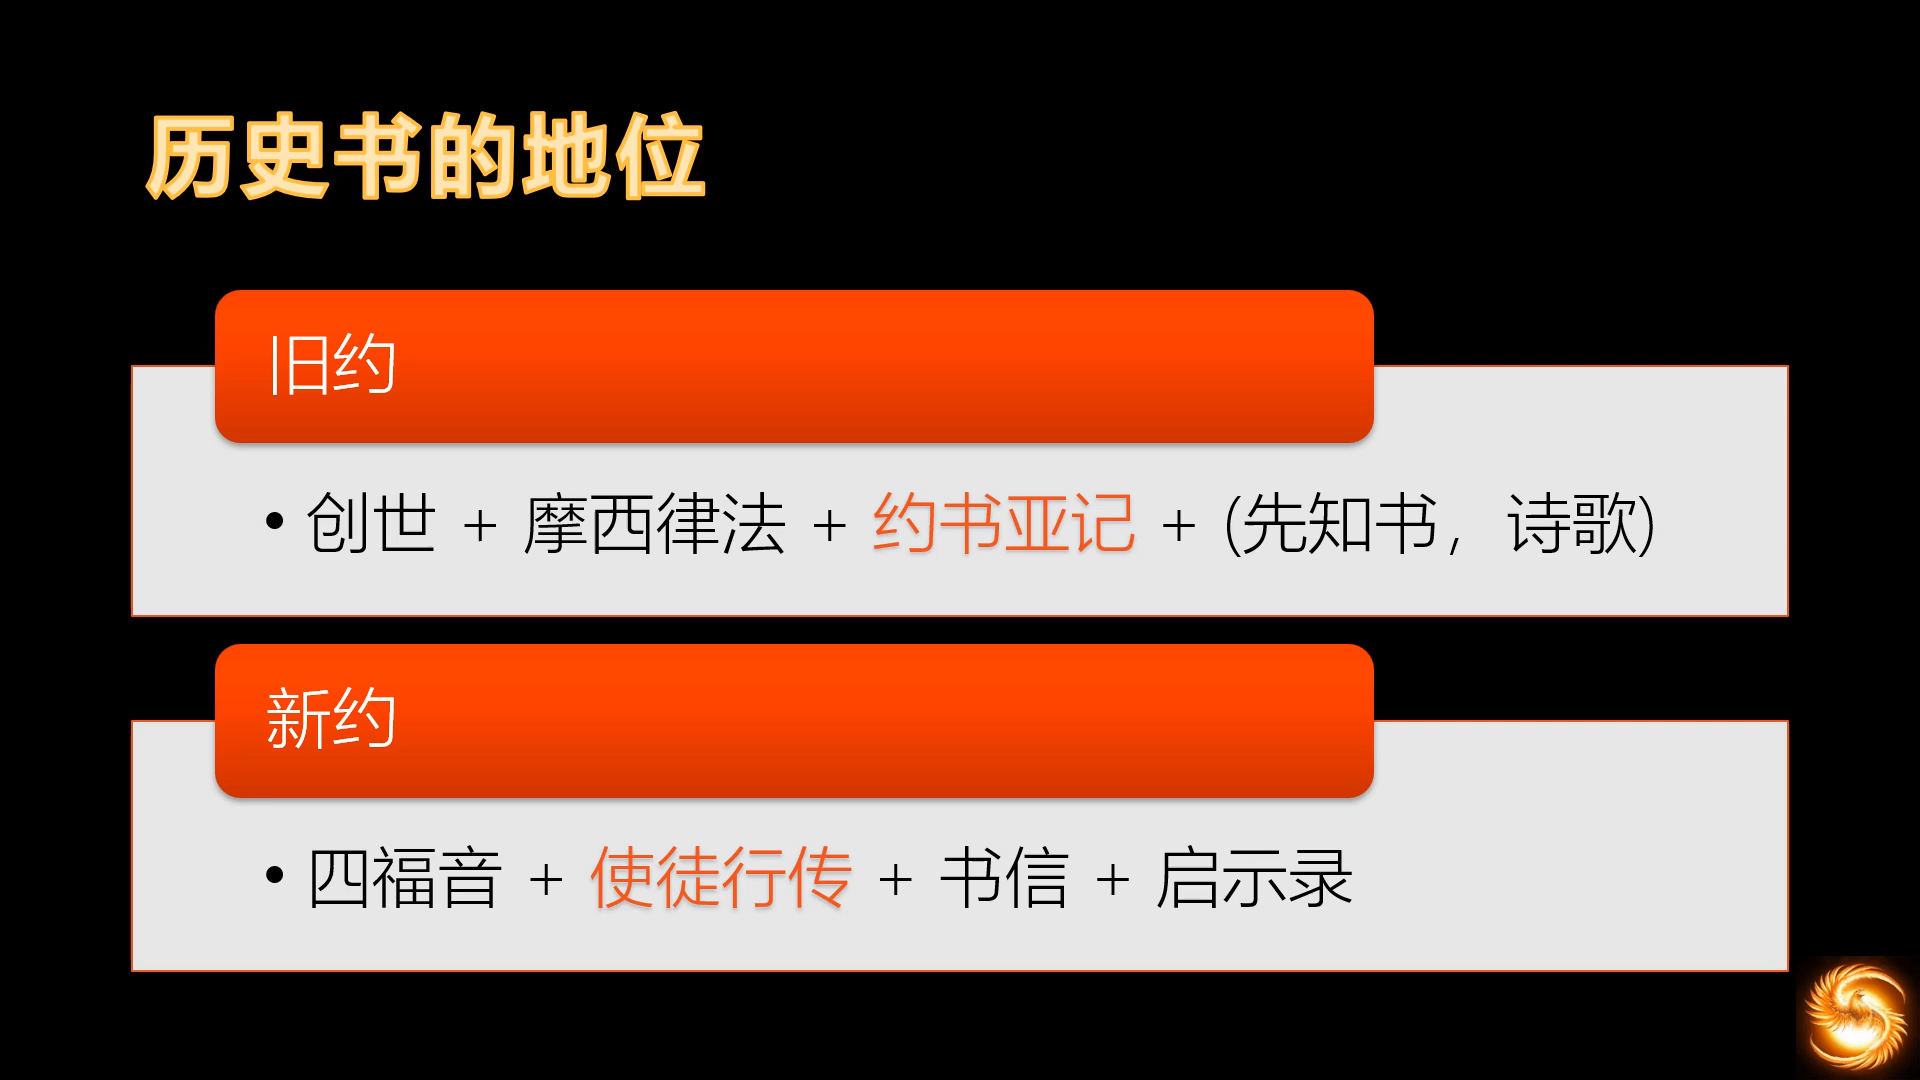 历史书的地位
旧约
• 创世 + 摩西律法 + 约书亚记 + (先知书，诗歌)
新约
• 四福音 + 使徒行传 + 书信 + 启示录